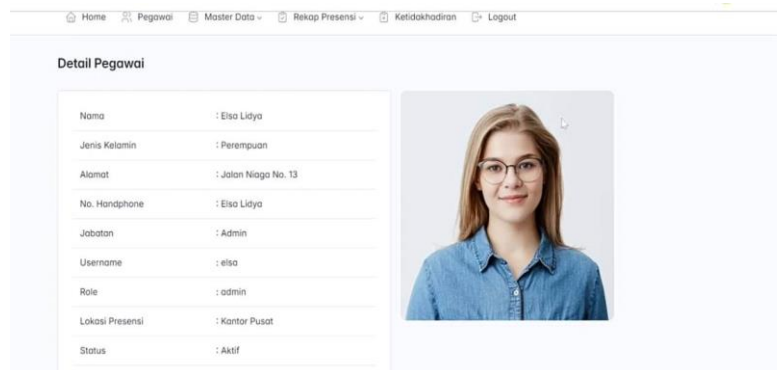 Home Pegawai Master Data Rekap Presensi Ketidakhadiran Logout
Detail Pegawai
Nama : Elsa Lidya
Jenis Kelamin : Perempuan
Alamat : Jalan Niaga No. 13
No. Handphone : Elsa Lidya
Jabatan : Admin
Username : elsa
Role : admin
Lokasi Presensi : Kantor Pusat
Status : Aktif